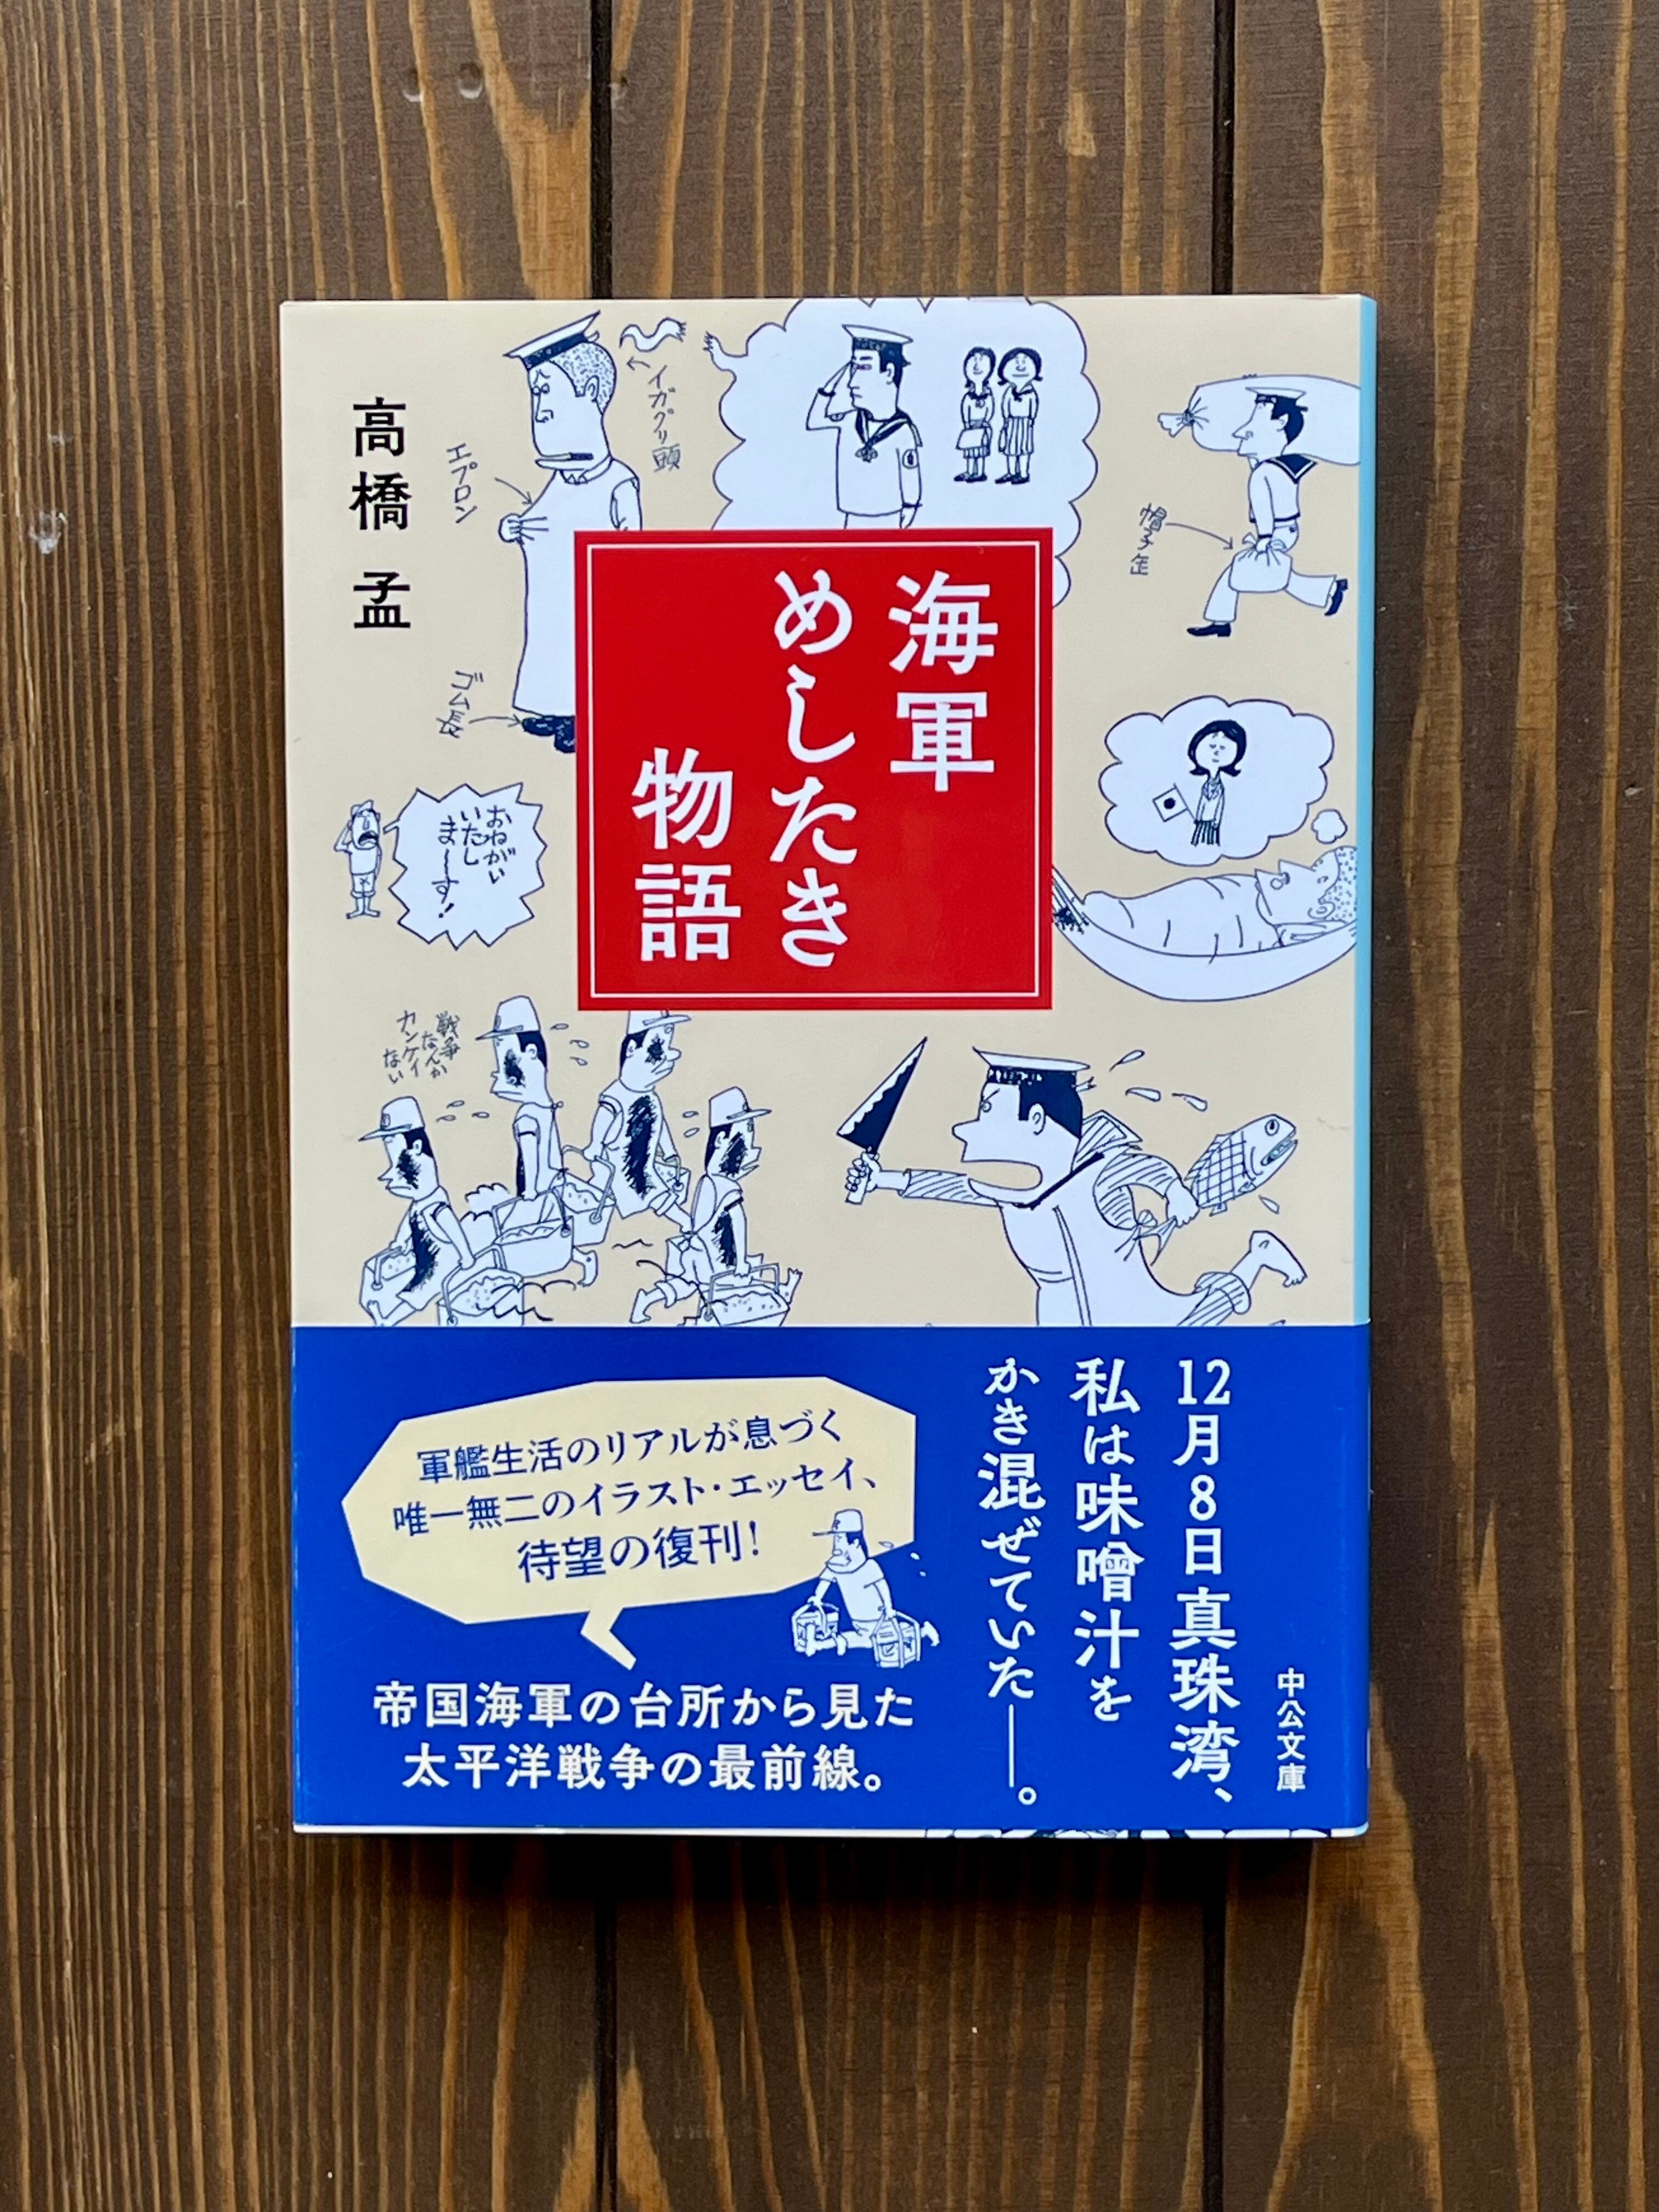 高橋 孟
海軍
めしたき
物語
イガグリ頭
エプロン
ゴム長
帽子缶
おねがい
いたし
ま〜す!
戦争
なんか
カンケイ
ない
12月8日真珠湾、
私は味噌汁を
かき混ぜていた――。
軍艦生活のリアルが息づく
唯一無二のイラスト・エッセイ、
待望の復刊!
帝国海軍の台所から見た
太平洋戦争の最前線。
中公文庫